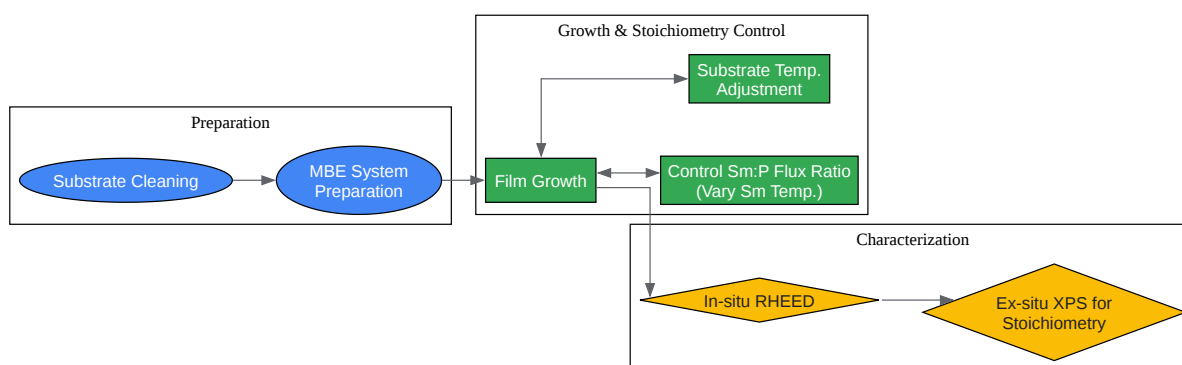 Growth & Stoichiometry Control
Substrate Temp.
Adjustment
Preparation
Substrate Cleaning
MBE System
Preparation
Film Growth
Control Sm:P Flux Ratio
(Vary Sm Temp.)
Characterization
In-situ RHEED
Ex-situ XPS for
Stoichiometry